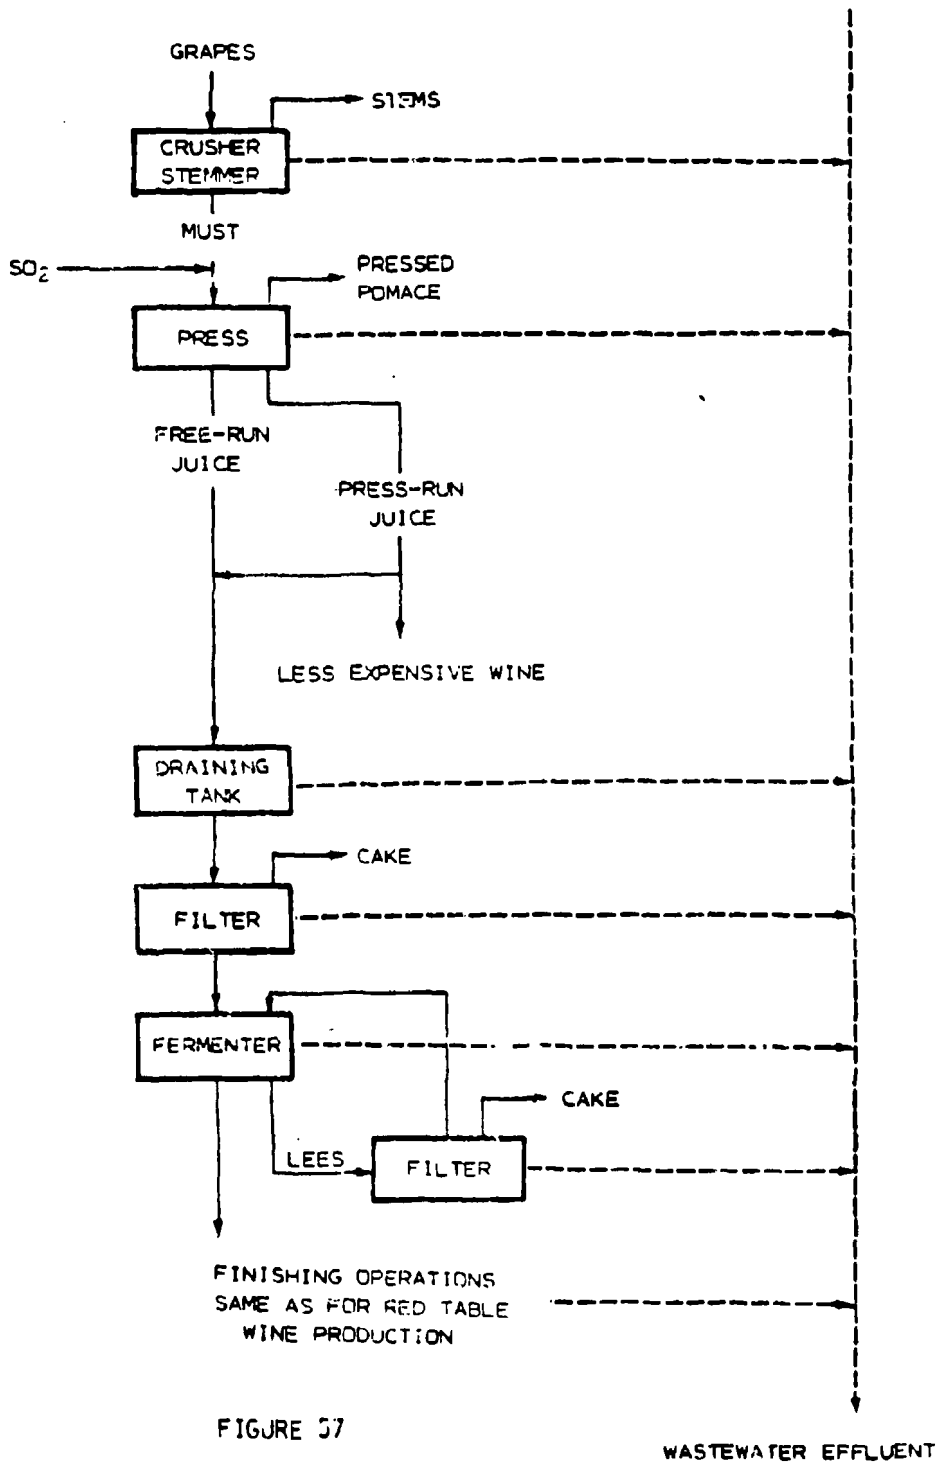 GRAPES
STEMS
CRUSHER
STEMMER
MUST
SO₂
PRESSED
POMACE
PRESS
FREE-RUN
JUICE
PRESS-RUN
JUICE
LESS EXPENSIVE WINE
DRAINING
TANK
CAKE
FILTER
FERMENTER
CAKE
LEES
FILTER
FINISHING OPERATIONS
SAME AS FOR RED TABLE
WINE PRODUCTION
FIGURE
WASTEWATER EFFLUENT